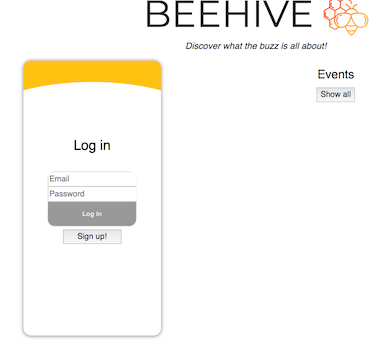 BEEHIVE
Discover what the buzz is all about!
Events
Show all
Log in
Email
Password
Log In
Sign up!